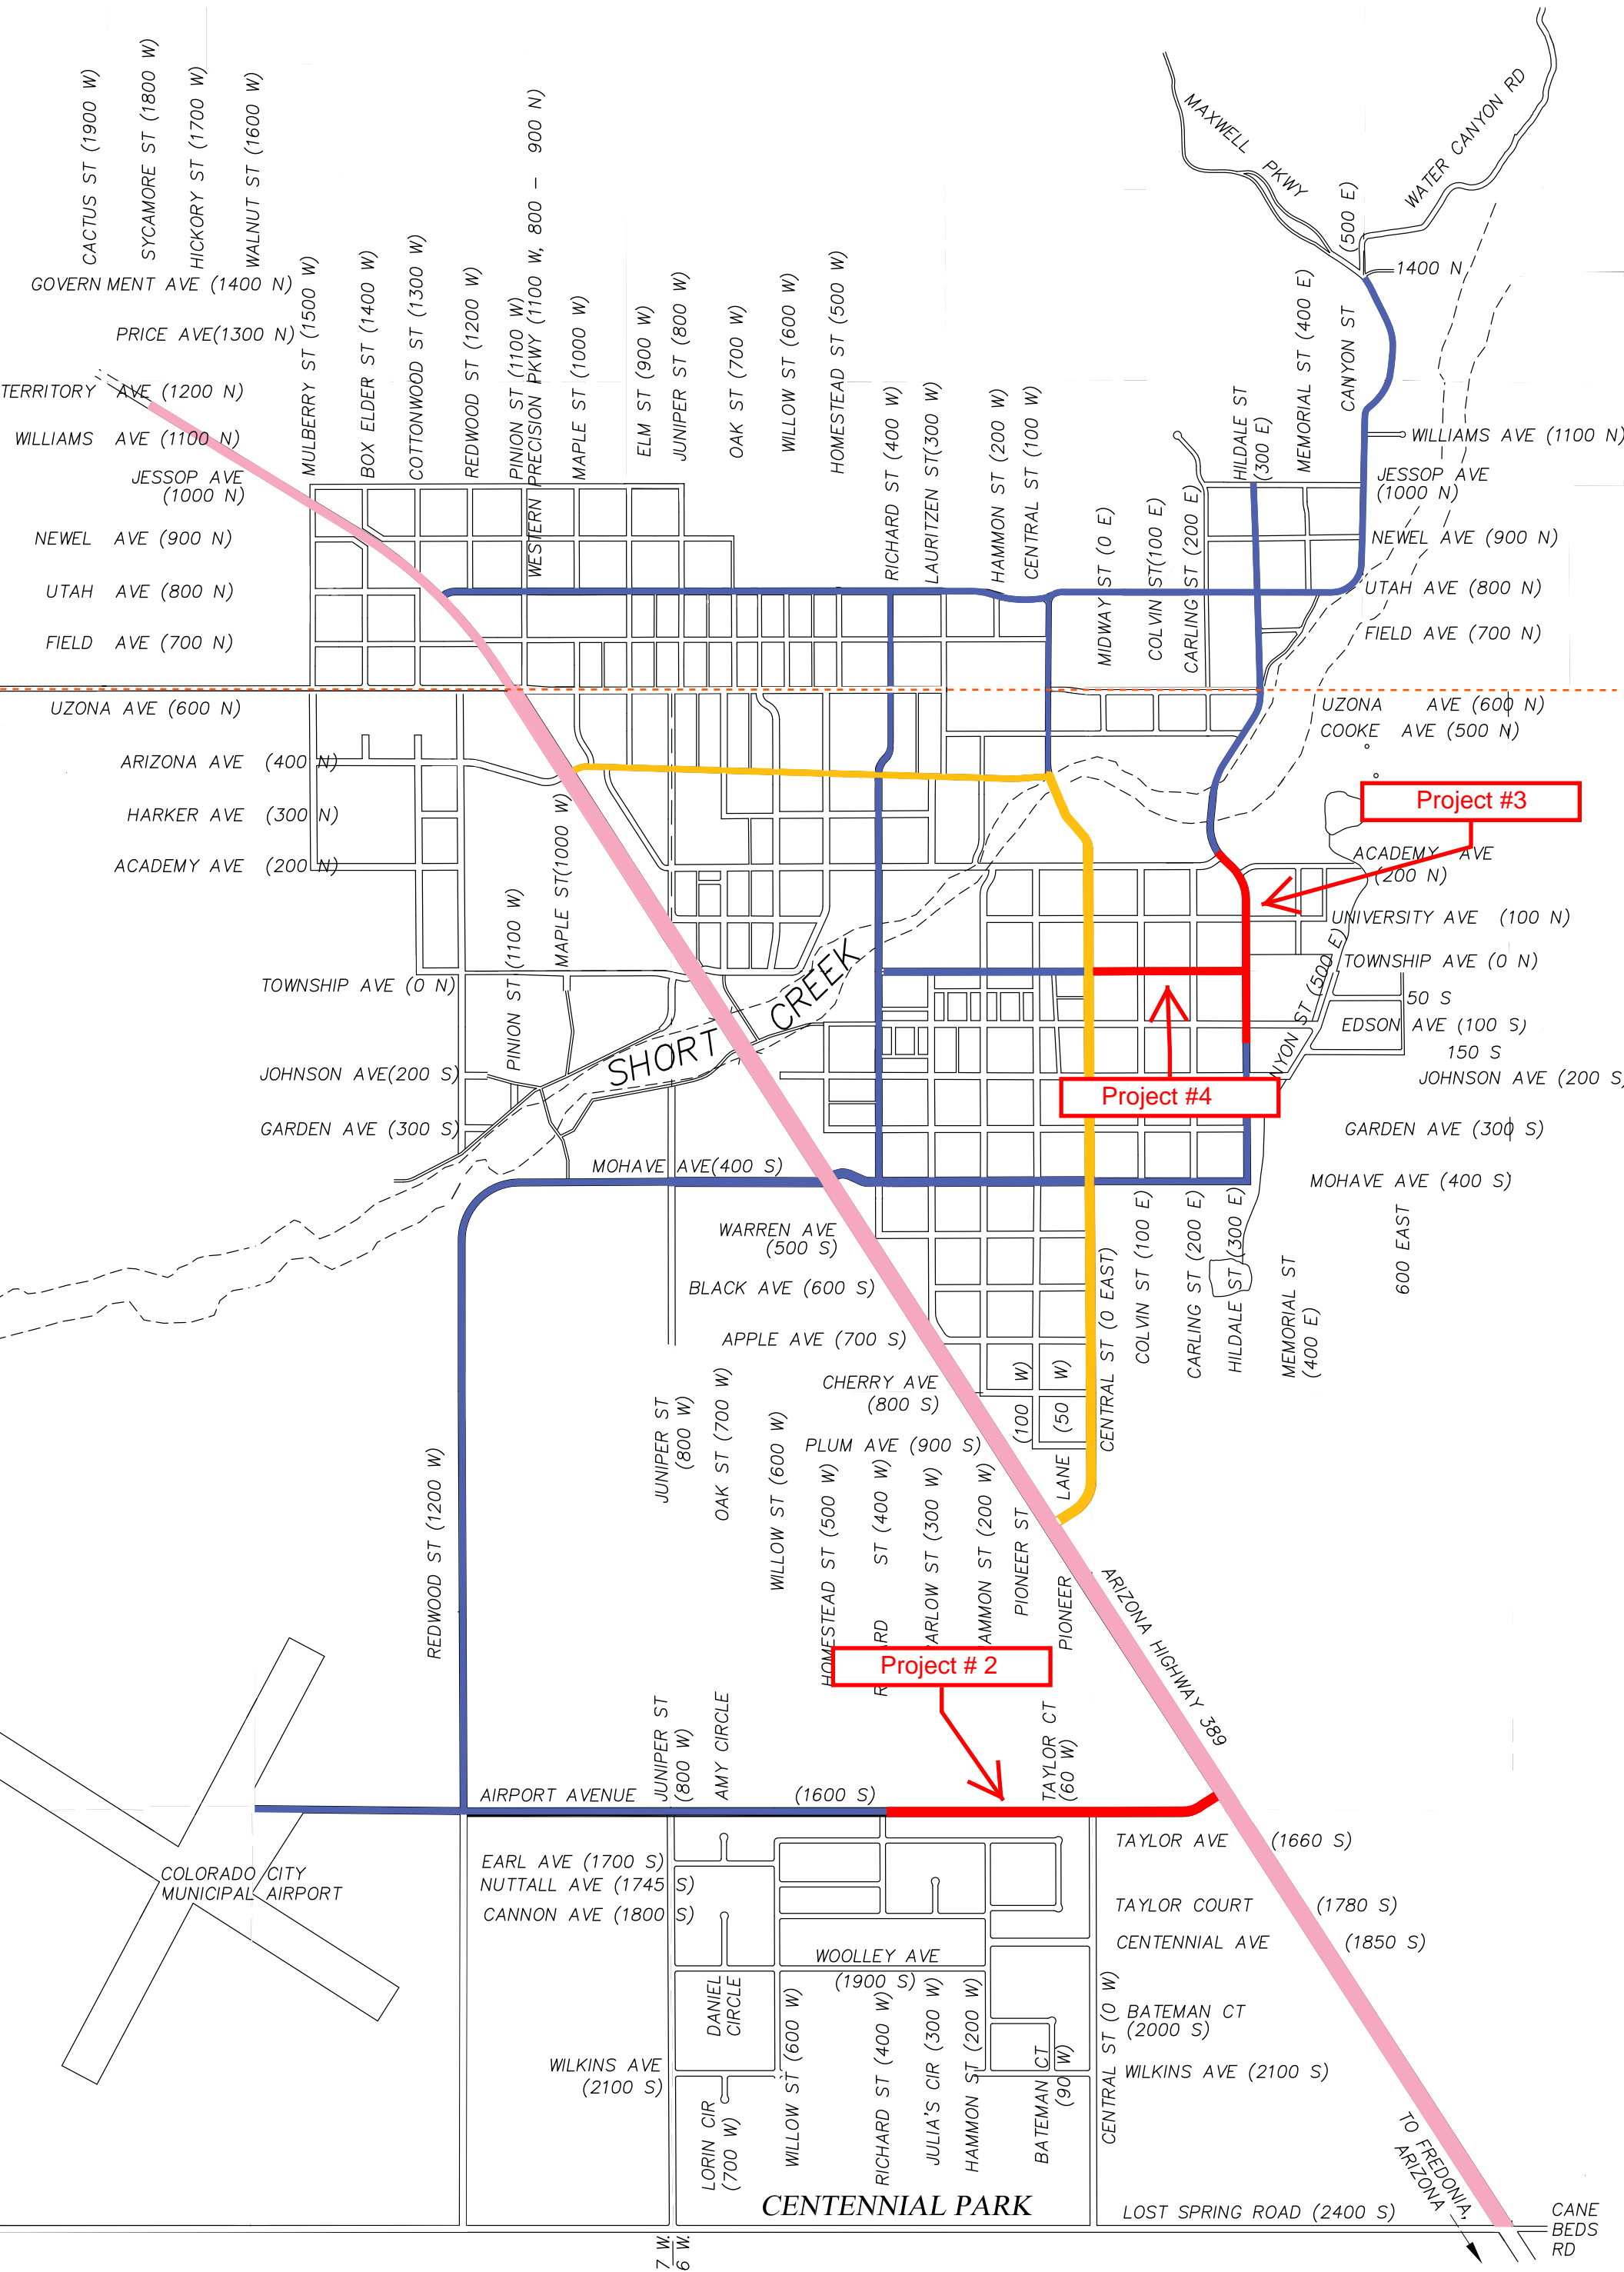 CACTUS ST (1900 W)
SYCAMORE ST (1800 W)
HICKORY ST (1700 W)
WALNUT ST (1600 W)
GOVERNMENT AVE (1400 N)
PRICE AVE(1300 N)
TERRITORY AVE (1200 N)
WILLIAMS AVE (1100 N)
JESSOP AVE
(1000 N)
NEWEL AVE (900 N)
UTAH AVE (800 N)
FIELD AVE (700 N)
UZONA AVE (600 N)
ARIZONA AVE (400 N)
HARKER AVE (300 N)
ACADEMY AVE (200 N)
TOWNSHIP AVE (0 N)
JOHNSON AVE(200 S)
GARDEN AVE (300 S)
MULBERRY ST (1500 W)
BOX ELDER ST (1400 W)
COTTONWOOD ST (1300 W)
REDWOOD ST (1200 W)
PINION ST (1100 W)
WESTERN PRECISION PKWY (1100 W, 800 - 900 N)
MAPLE ST (1000 W)
ELM ST (900 W)
JUNIPER ST (800 W)
OAK ST (700 W)
WILLOW ST (600 W)
HOMESTEAD ST (500 W)
RICHARD ST (400 W)
LAURITZEN ST(300 W)
HAMMON ST (200 W)
CENTRAL ST (100 W)
MIDWAY ST (0 E)
COLVIN ST(100 E)
CARLING ST (200 E)
HILDALE ST
(300 E)
MEMORIAL ST (400 E)
CANYON ST
(500 E)
MAXWELL PKWY
WATER CANYON RD
1400 N
WILLIAMS AVE (1100 N)
JESSOP AVE
(1000 N)
NEWEL AVE (900 N)
UTAH AVE (800 N)
FIELD AVE (700 N)
UZONA AVE (600 N)
COOKE AVE (500 N)
Project #3
ACADEMY AVE
(200 N)
UNIVERSITY AVE (100 N)
TOWNSHIP AVE (0 N)
50 S
EDSON AVE (100 S)
150 S
JOHNSON AVE (200 S)
GARDEN AVE (300 S)
MOHAVE AVE (400 S)
NYON ST (500 E)
Project #4
PINION ST (1100 W)
MAPLE ST(1000 W)
SHORT CREEK
MOHAVE AVE(400 S)
WARREN AVE
(500 S)
BLACK AVE (600 S)
APPLE AVE (700 S)
CHERRY AVE
(800 S)
PLUM AVE (900 S)
(100 W)
(50 W)
CENTRAL ST (0 EAST)
COLVIN ST (100 E)
CARLING ST (200 E)
HILDALE ST (300 E)
MEMORIAL ST
(400 E)
600 EAST
REDWOOD ST (1200 W)
JUNIPER ST
(800 W)
OAK ST (700 W)
WILLOW ST (600 W)
HOMESTEAD ST (500 W)
ST (400 W)
ARLOW ST (300 W)
AMMON ST (200 W)
PIONEER ST
PIONEER LANE
ARIZONA HIGHWAY 389
Project # 2
JUNIPER ST
(800 W)
AMY CIRCLE
TAYLOR CT
(60 W)
AIRPORT AVENUE (1600 S)
COLORADO CITY
MUNICIPAL AIRPORT
EARL AVE (1700 S)
NUTTALL AVE (1745 S)
CANNON AVE (1800 S)
TAYLOR AVE (1660 S)
TAYLOR COURT (1780 S)
CENTENNIAL AVE (1850 S)
WOOLLEY AVE
(1900 S)
DANIEL
CIRCLE
BATEMAN CT
(2000 S)
WILKINS AVE
(2100 S)
WILKINS AVE (2100 S)
LORIN CIR
(700 W)
WILLOW ST (600 W)
RICHARD ST (400 W)
JULIA'S CIR (300 W)
HAMMON ST (200 W)
BATEMAN CT
(90 W)
CENTRAL ST (0 W)
CENTENNIAL PARK
LOST SPRING ROAD (2400 S)
TO FREDONIA,
ARIZONA
CANE
BEDS
RD
7 W.
6 W.